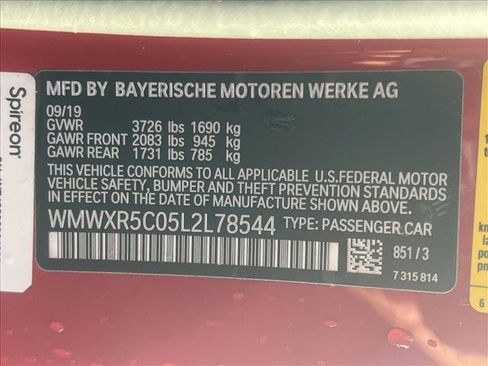 MFD BY BAYERISCHE MOTOREN WERKE AG
09/19
GVWR 3726 lbs 1690 kg
GAWR FRONT 2083 lbs 945 kg
GAWR REAR 1731 lbs 785 kg
THIS VEHICLE CONFORMS TO ALL APPLICABLE
U.S.FEDERAL MOTOR
VEHICLE SAFETY, BUMPER AND THEFT PREVENTION STANDARDS
IN EFFECT ON THE DATE OF MANUFACTURE SHOWN ABOVE.
WMWXR5C05L2L78544 TYPE: PASSENGER CAR
851 / 3
7 315 814
Spireon
6